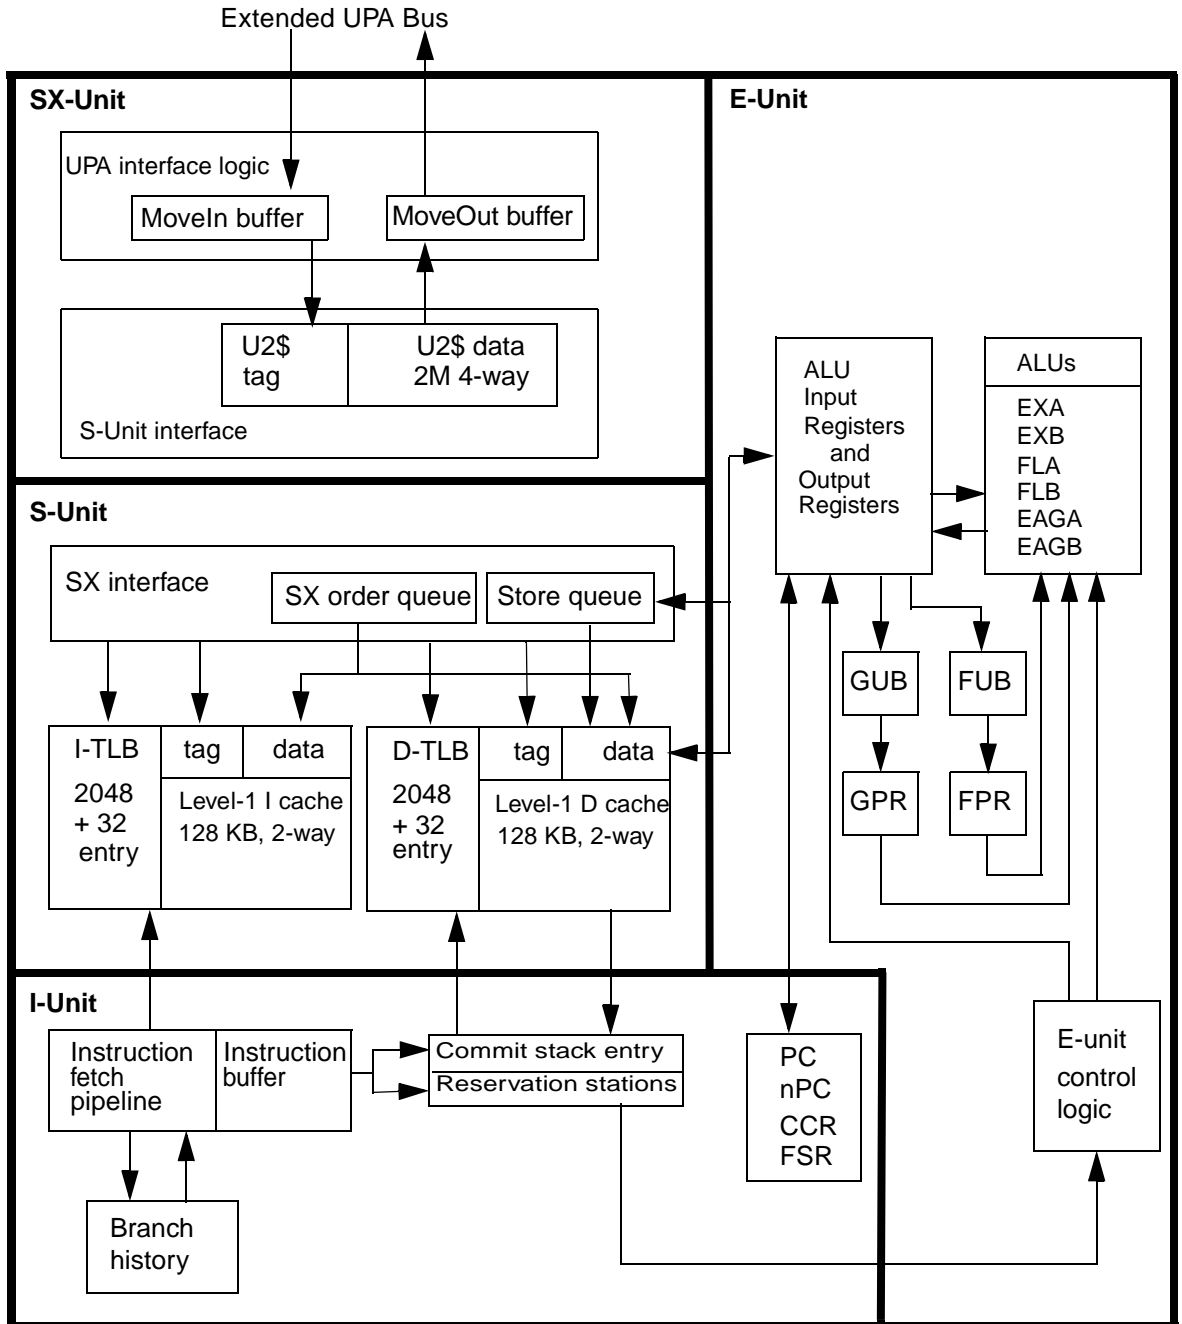 Extended UPA Bus
SX-Unit
UPA interface logic
MoveIn buffer
MoveOut buffer
U2$
tag
U2$ data
2M 4-way
S-Unit interface
E-Unit
ALU
Input
Registers
and
Output
Registers
ALUs
EXA
EXB
FLA
FLB
EAGA
EAGB
GUB
FUB
GPR
FPR
E-unit
control
logic
S-Unit
SX interface
SX order queue
Store queue
I-TLB
2048
+ 32
entry
tag
data
Level-1 I cache
128 KB, 2-way
D-TLB
2048
+ 32
entry
tag
data
Level-1 D cache
128 KB, 2-way
I-Unit
Instruction
fetch
pipeline
Instruction
buffer
Commit stack entry
Reservation stations
PC
nPC
CCR
FSR
Branch
history